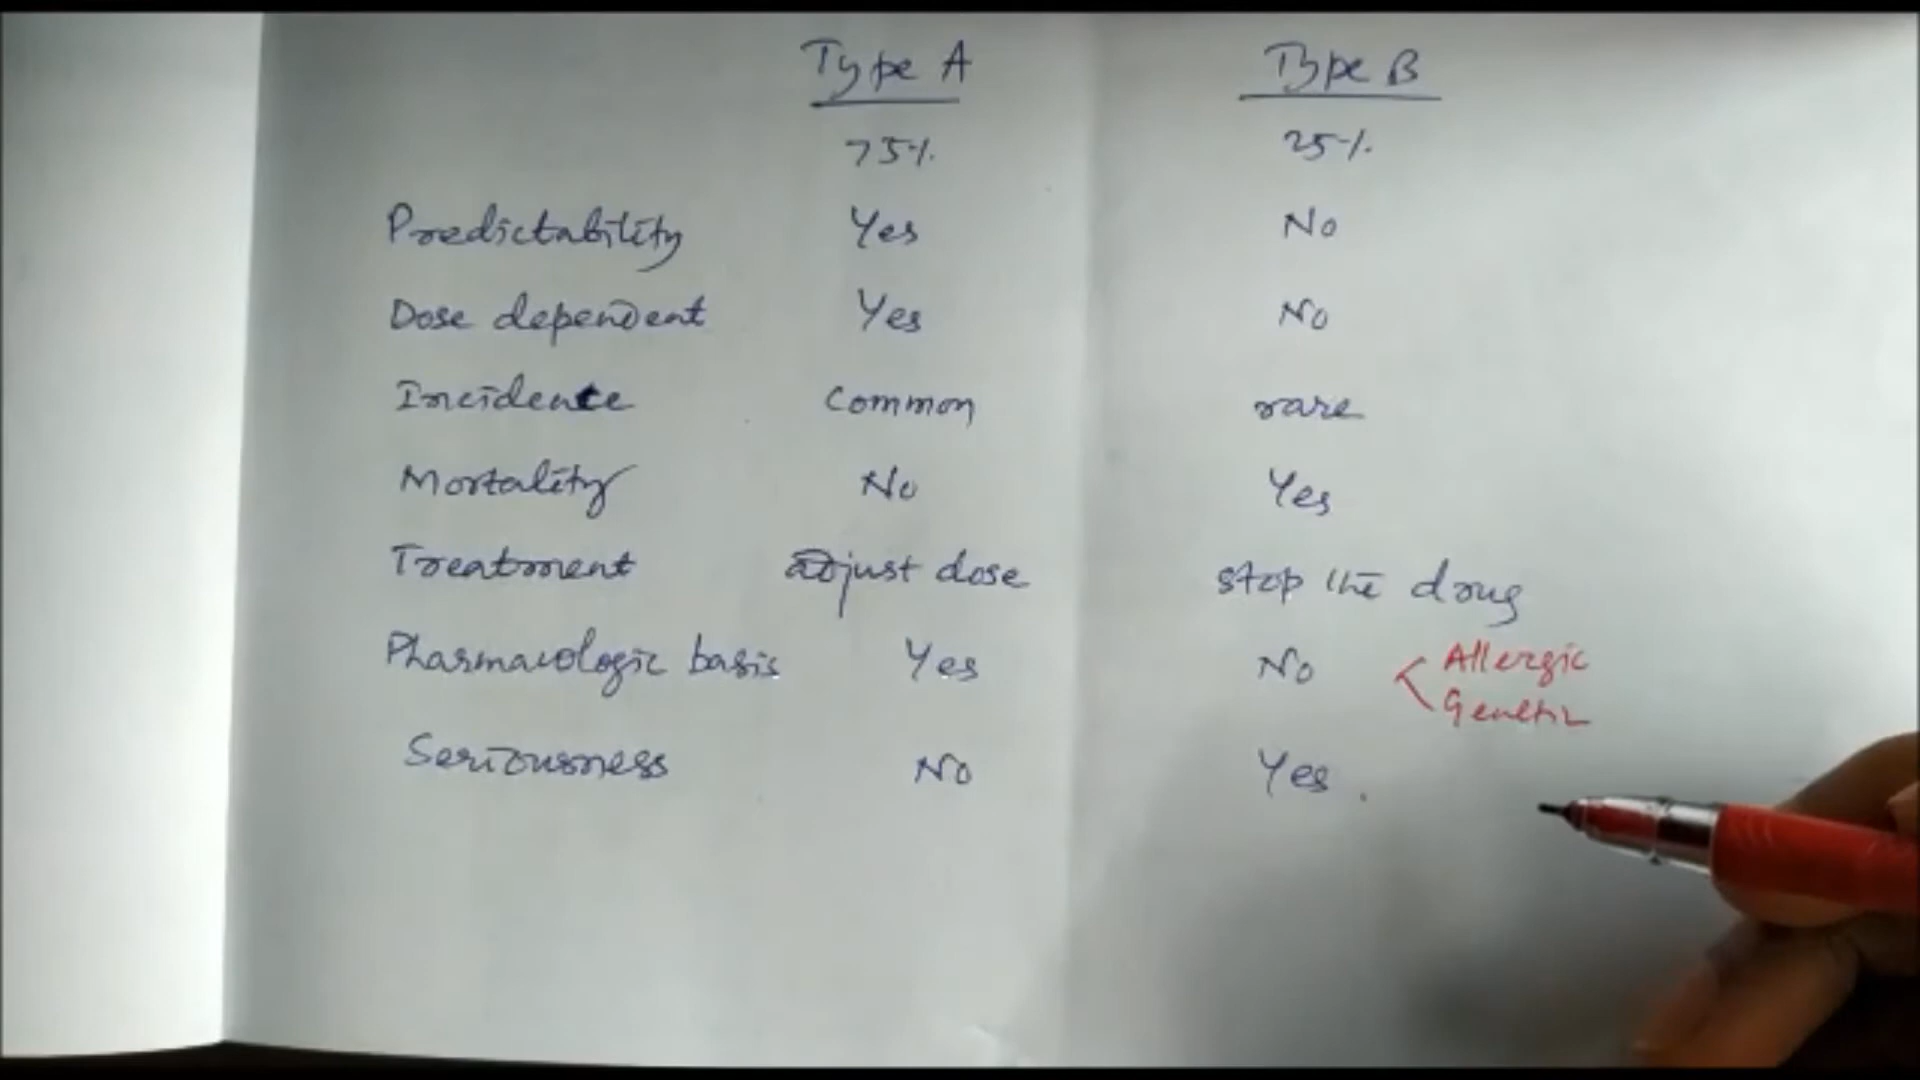 Type A Type B
75% 25%
Predictability Yes No
Dose dependent Yes No
Incidence Common rare
Mortality No Yes
Treatment adjust dose stop the drug
Pharmacologic basis Yes No < Allergic
Genetic
Seriousness No Yes.